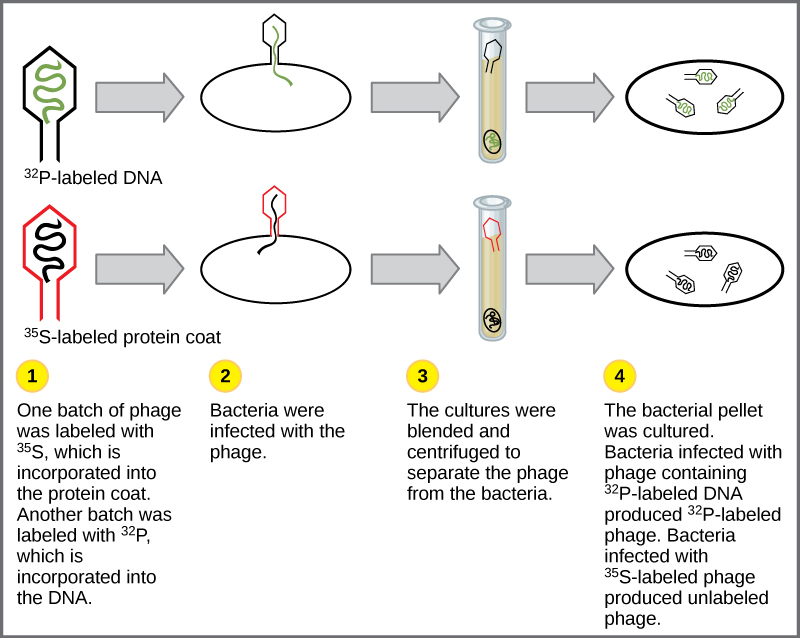 ³²P-labeled DNA
³⁵S-labeled protein coat
1
One batch of phage
was labeled with
³⁵S, which is
incorporated into
the protein coat.
Another batch was
labeled with ³²P,
which is
incorporated into
the DNA.
2
Bacteria were
infected with the
phage.
3
The cultures were
blended and
centrifuged to
separate the phage
from the bacteria.
4
The bacterial pellet
was cultured.
Bacteria infected with
phage containing
³²P-labeled DNA
produced ³²P-labeled
phage. Bacteria
infected with
³⁵S-labeled phage
produced unlabeled
phage.